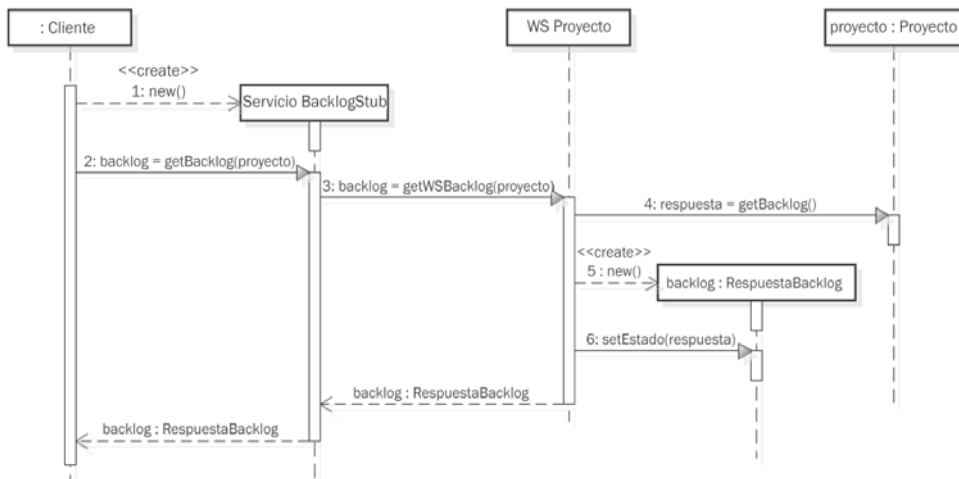 : Cliente
WS Proyecto
proyecto : Proyecto
<<create>>
1: new()
Servicio BacklogStub
2: backlog = getBacklog(proyecto)
3: backlog = getWSBacklog(proyecto)
4: respuesta = getBacklog()
<<create>>
5 : new()
backlog : RespuestaBacklog
6: setEstado(respuesta)
backlog : RespuestaBacklog
backlog : RespuestaBacklog